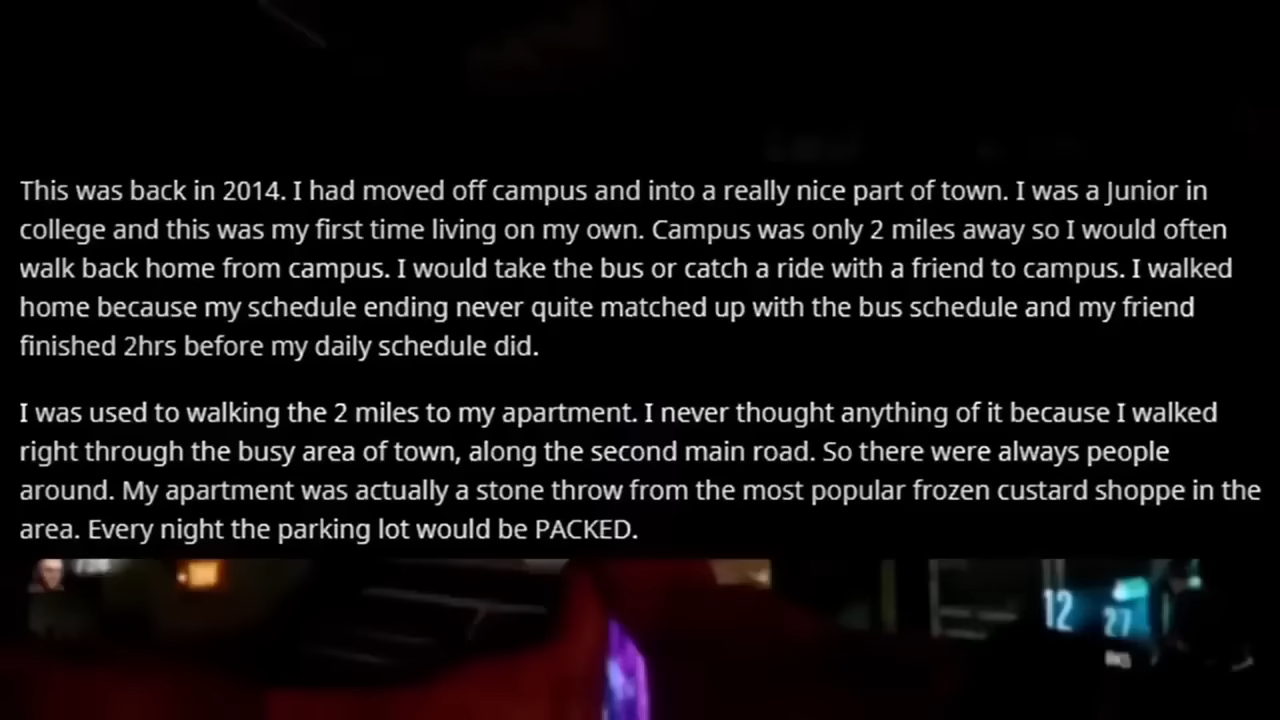 This was back in 2014. I had moved off campus and into a really nice part of town. I was a Junior in
college and this was my first time living on my own. Campus was only 2 miles away so I would often
walk back home from campus. I would take the bus or catch a ride with a friend to campus. I walked
home because my schedule ending never quite matched up with the bus schedule and my friend
finished 2hrs before my daily schedule did.
I was used to walking the 2 miles to my apartment. I never thought anything of it because I walked
right through the busy area of town, along the second main road. So there were always people
around. My apartment was actually a stone throw from the most popular frozen custard shoppe in the
area. Every night the parking lot would be PACKED.
12 27